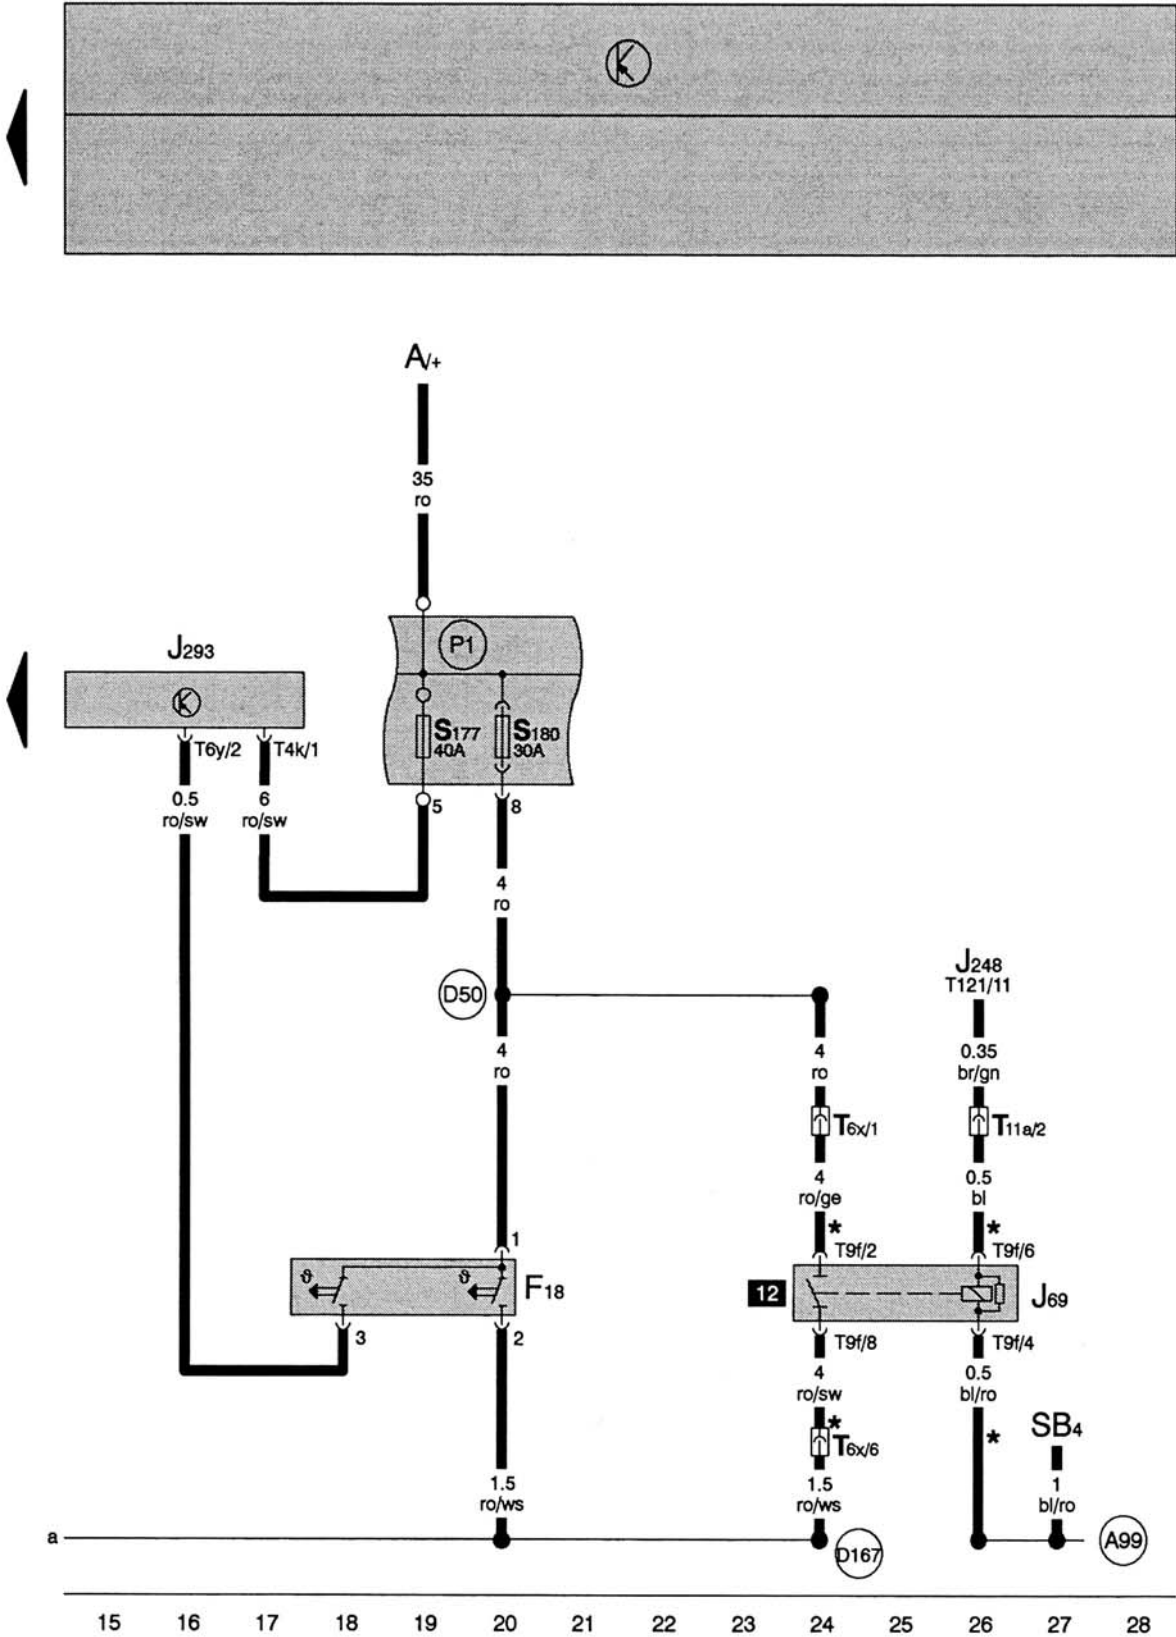 A/+
35
ro
P1
J293
S177
40A
S180
30A
T6y/2
T4k/1
0.5
ro/sw
6
ro/sw
5
8
4
ro
D50
J248
T121/11
4
ro
4
ro
0.35
br/gn
T6x/1
T11a/2
4
ro/ge
0.5
bl
*
*
1
T9f/2
T9f/6
F18
12
J69
3
2
T9f/8
T9f/4
4
ro/sw
0.5
bl/ro
*
T6x/6
*
SB4
1.5
ro/ws
1.5
ro/ws
1
bl/ro
a
D167
A99
15 16 17 18 19 20 21 22 23 24 25 26 27 28